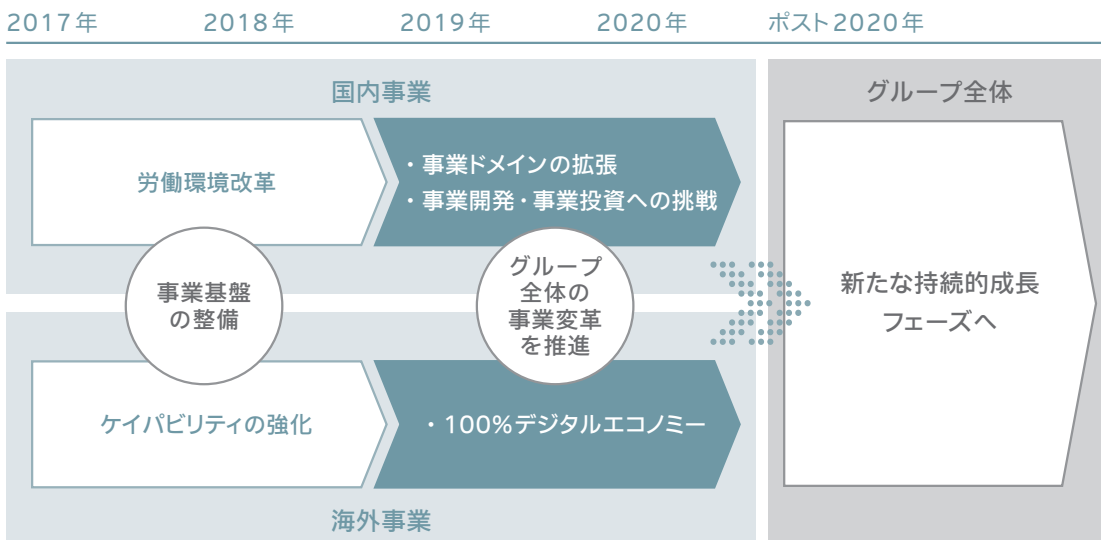 2017年 2018年 2019年 2020年 ポスト2020年
国内事業
グループ全体
労働環境改革
・事業ドメインの拡張
・事業開発・事業投資への挑戦
事業基盤
の整備
グループ
全体の
事業変革
を推進
新たな持続的成長
フェーズへ
ケイパビリティの強化
・100%デジタルエコノミー
海外事業